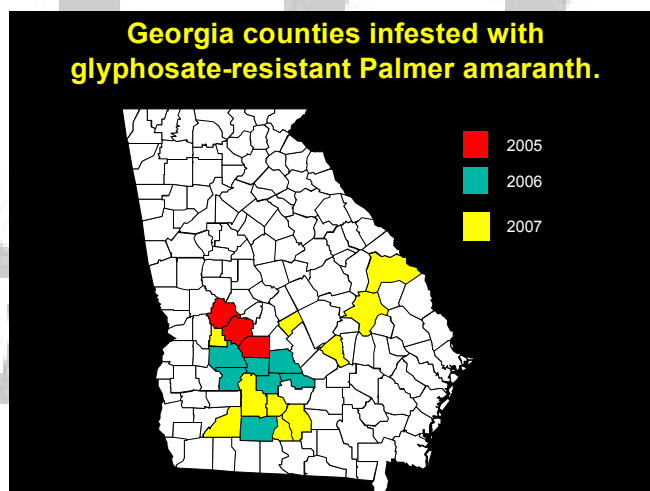 Georgia counties infested with
glyphosate-resistant Palmer amaranth.
2005
2006
2007